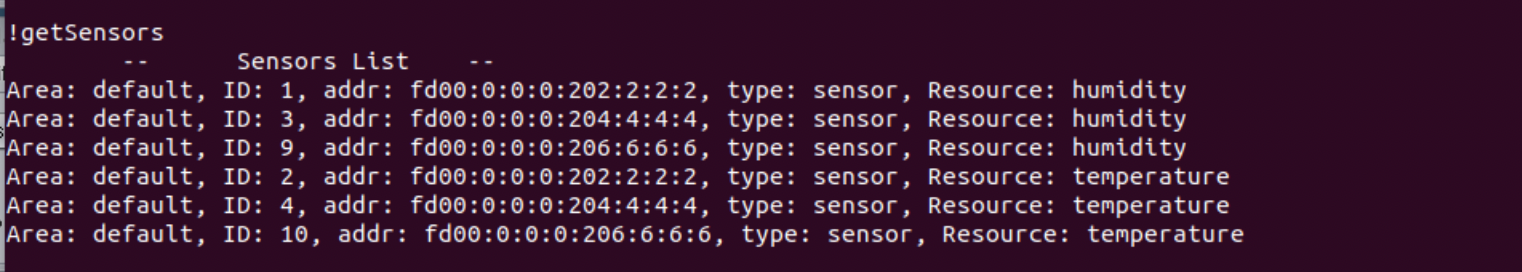 !getSensors
-- Sensors List --
Area: default, ID: 1, addr: fd00:0:0:0:202:2:2:2, type: sensor, Resource: humidity
Area: default, ID: 3, addr: fd00:0:0:0:204:4:4:4, type: sensor, Resource: humidity
Area: default, ID: 9, addr: fd00:0:0:0:206:6:6:6, type: sensor, Resource: humidity
Area: default, ID: 2, addr: fd00:0:0:0:202:2:2:2, type: sensor, Resource: temperature
Area: default, ID: 4, addr: fd00:0:0:0:204:4:4:4, type: sensor, Resource: temperature
Area: default, ID: 10, addr: fd00:0:0:0:206:6:6:6, type: sensor, Resource: temperature